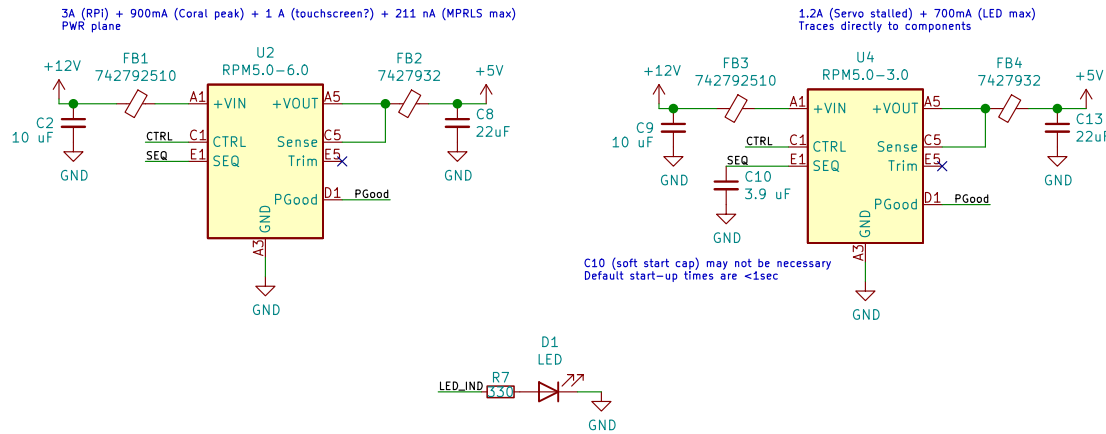 3A (RPi) + 900mA (Coral peak) + 1 A (touchscreen?) + 211 nA (MPRLS max)
PWR plane
1.2A (Servo stalled) + 700mA (LED max)
Traces directly to components
U2
RPM5.0-6.0
FB1
742792510
FB2
7427932
+12V
+5V
A1
+VIN
+VOUT
A5
C2
10 uF
C8
22uF
CTRL
C1
CTRL
Sense
C5
SEQ
E1
SEQ
Trim
E5
GND
GND
PGood
D1
PGood
GND
A3
GND
U4
RPM5.0-3.0
FB3
742792510
FB4
7427932
+12V
+5V
A1
+VIN
+VOUT
A5
C9
10 uF
C13
22uF
CTRL
C1
CTRL
Sense
C5
SEQ
E1
SEQ
Trim
E5
GND
GND
C10
3.9 uF
PGood
D1
PGood
GND
GND
A3
GND
C10 (soft start cap) may not be necessary
Default start-up times are <1sec
D1
LED
LED_IND
R7
330
GND